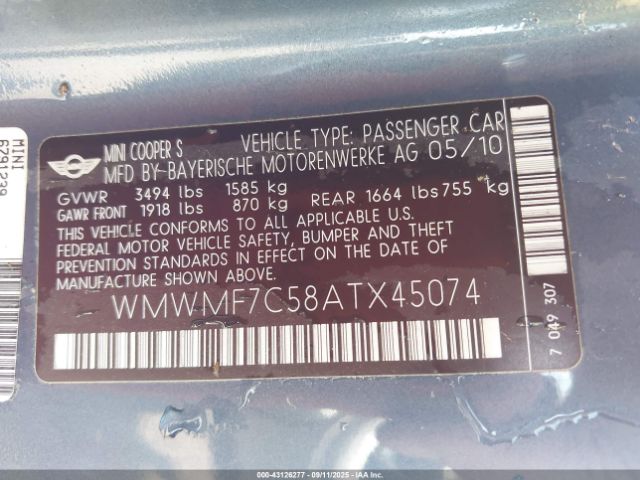 MINI COOPER S VEHICLE TYPE: PASSENGER CAR
MFD BY-BAYERISCHE MOTORENWERKE AG 05/10
GVWR 3494 lbs 1585 kg
GAWR FRONT 1918 lbs 870 kg REAR 1664 lbs 755 kg
THIS VEHICLE CONFORMS TO ALL APPLICABLE U.S.
FEDERAL MOTOR VEHICLE SAFETY, BUMPER AND THEFT
PREVENTION STANDARDS IN EFFECT ON THE DATE OF
MANUFACTURE SHOWN ABOVE.
WMWMF7C58ATX45074
7 049 307
MINI
6791239
000-43126277 - 09/11/2025 - IAAI.COM